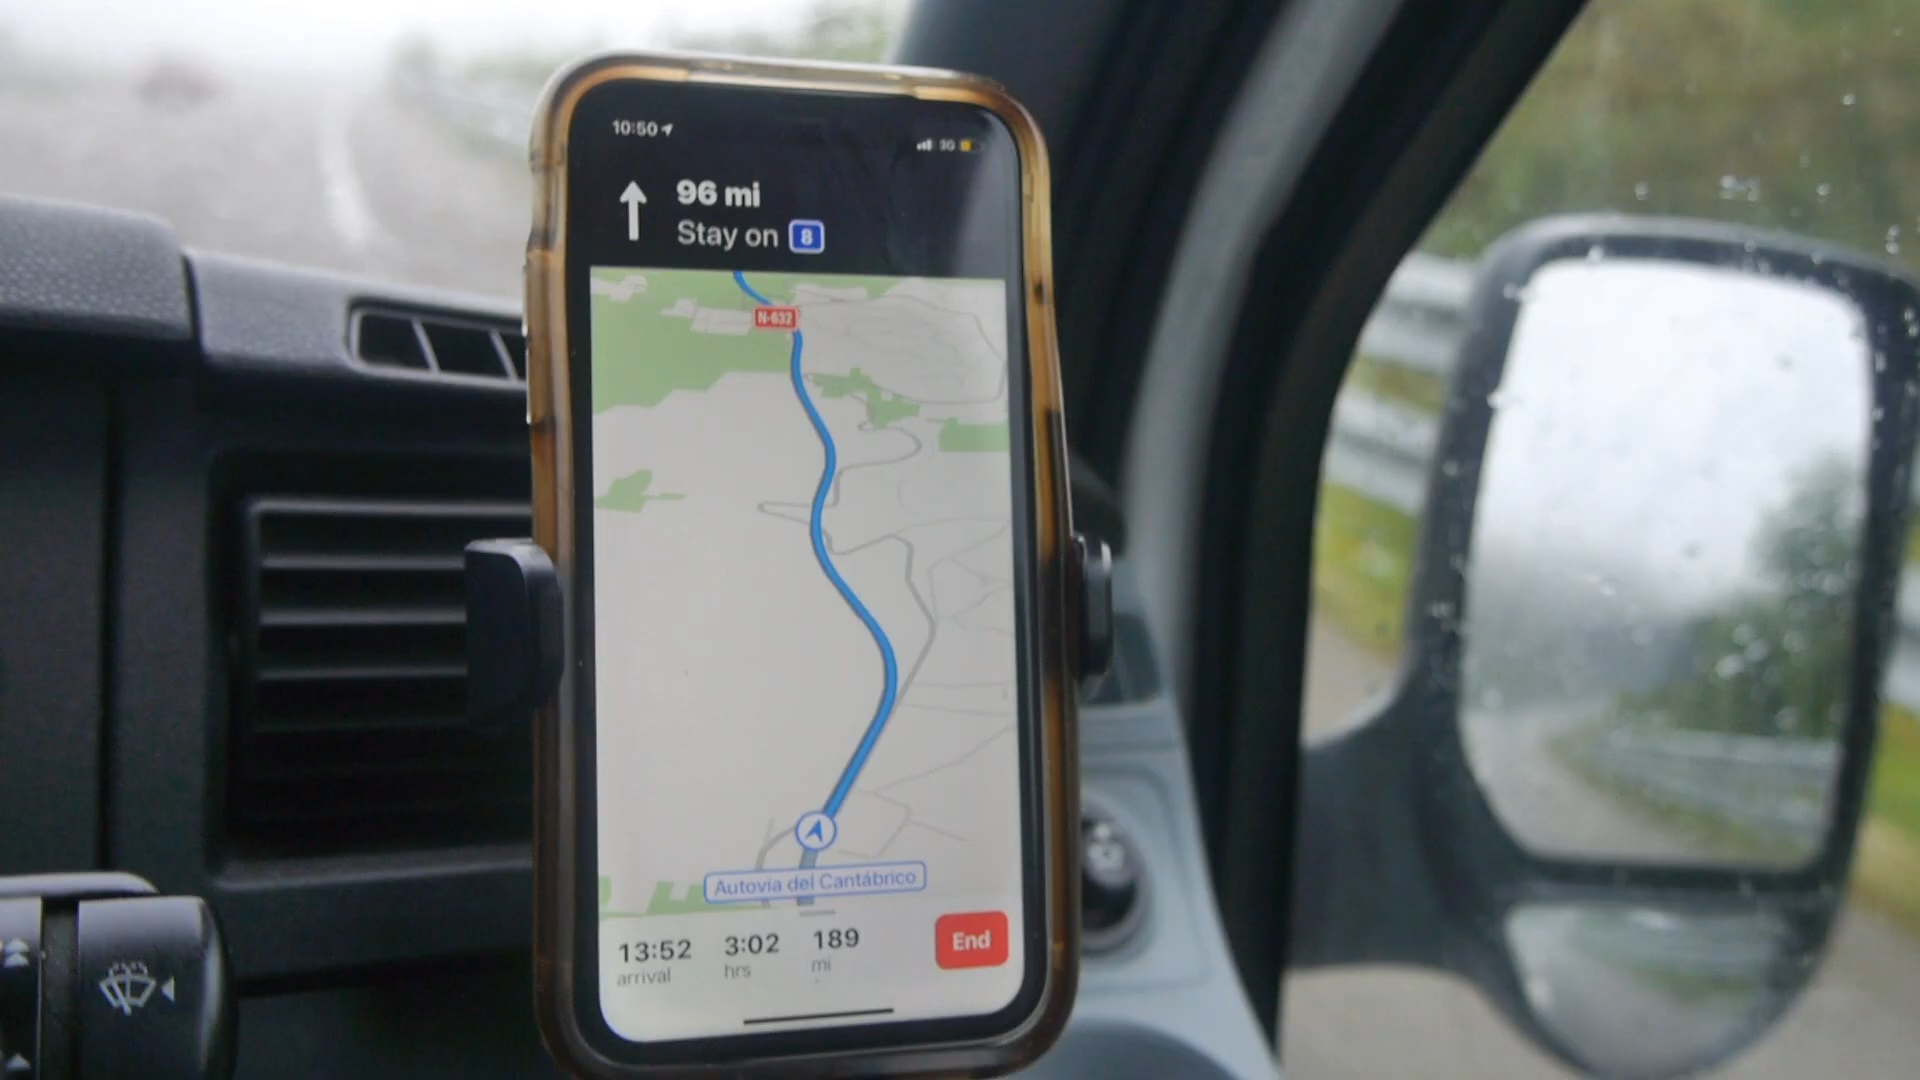 10:50
3G
96 mi
Stay on 8
N-632
Autovía del Cantábrico
13:52 3:02 189
arrival hrs mi
End